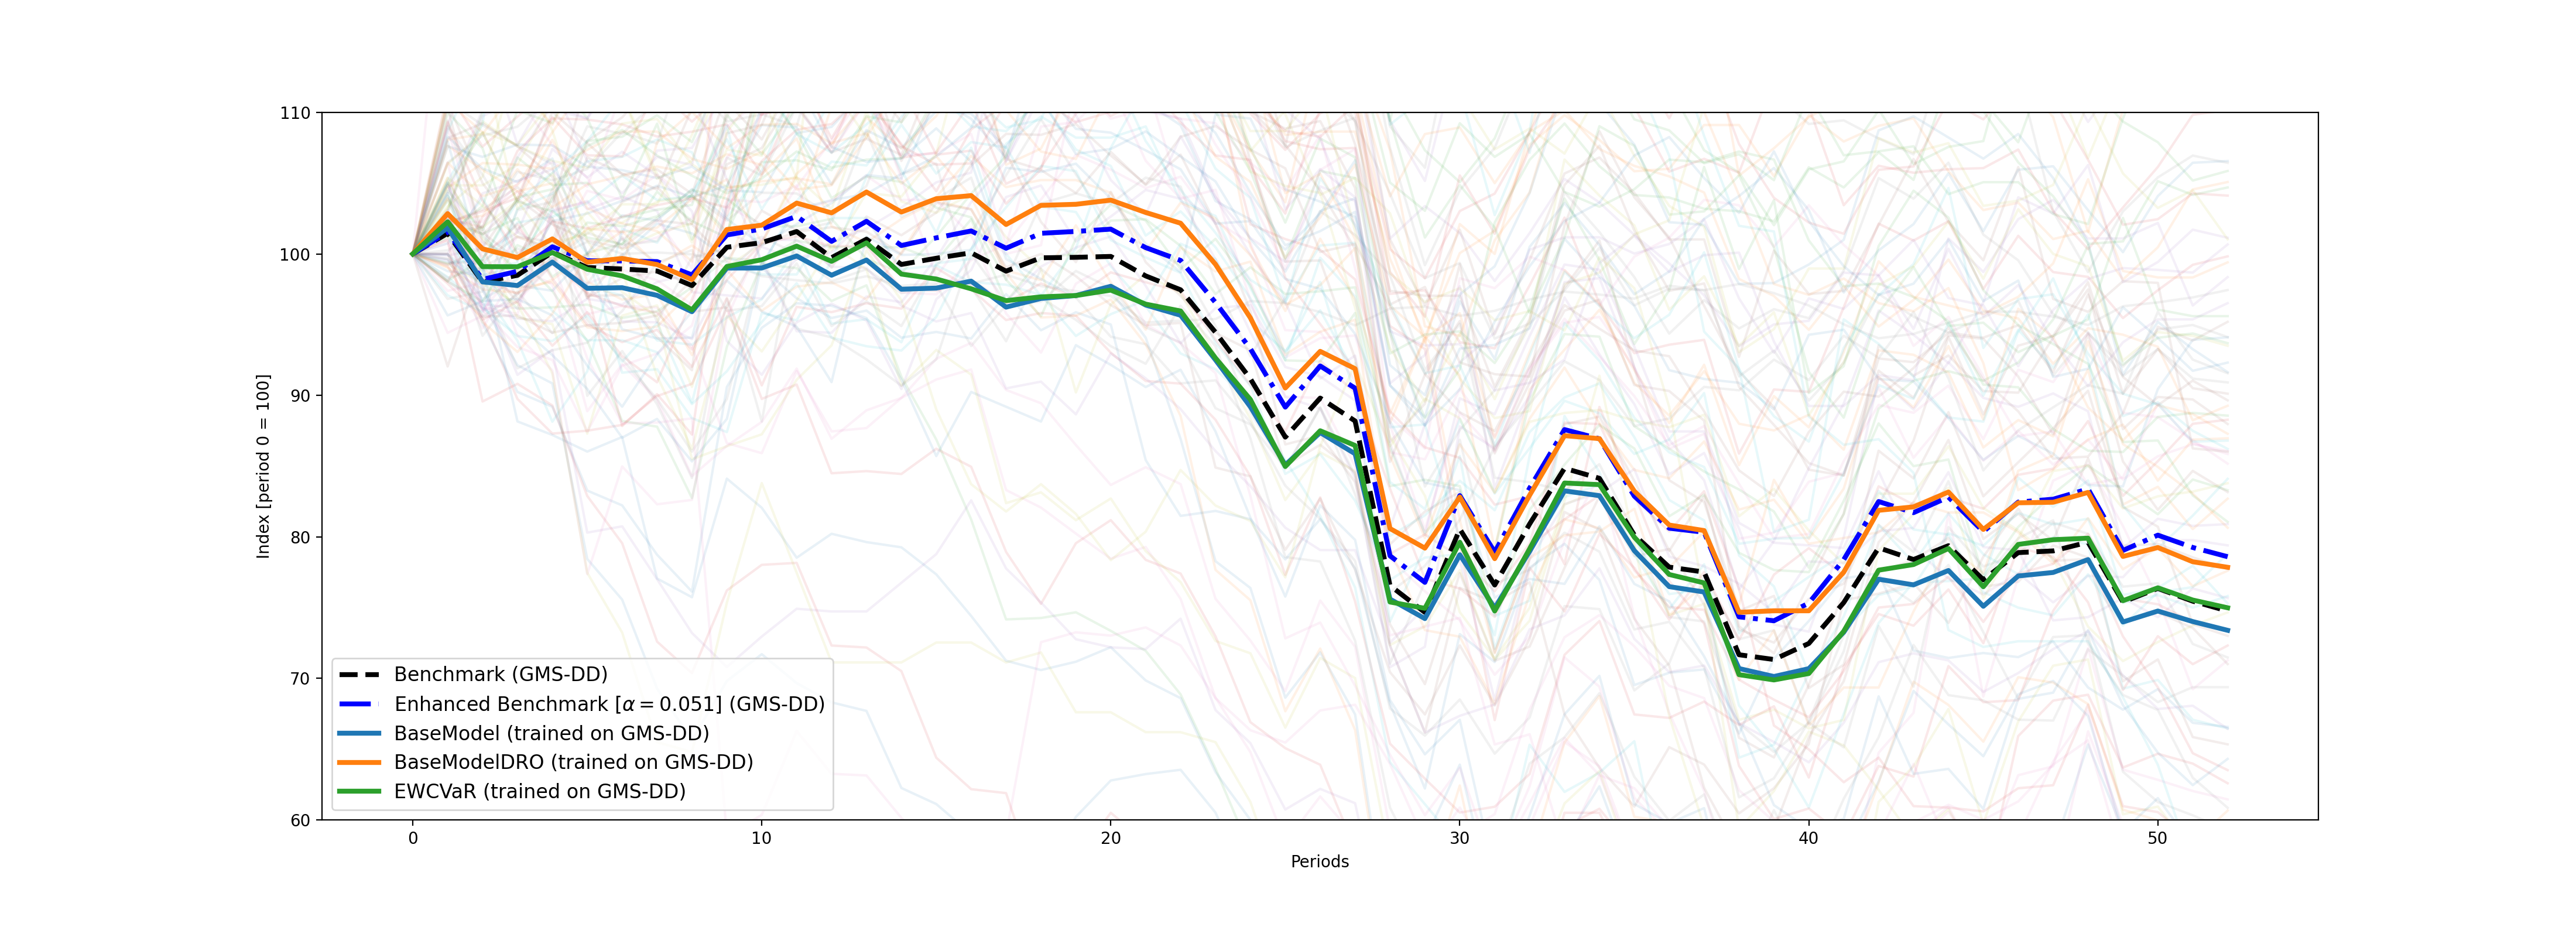 110
100
90
80
70
60
Index [period 0 = 100]
Benchmark (GMS-DD)
Enhanced Benchmark [α = 0.051] (GMS-DD)
BaseModel (trained on GMS-DD)
BaseModelDRO (trained on GMS-DD)
EWCVaR (trained on GMS-DD)
0 10 20 30 40 50
Periods